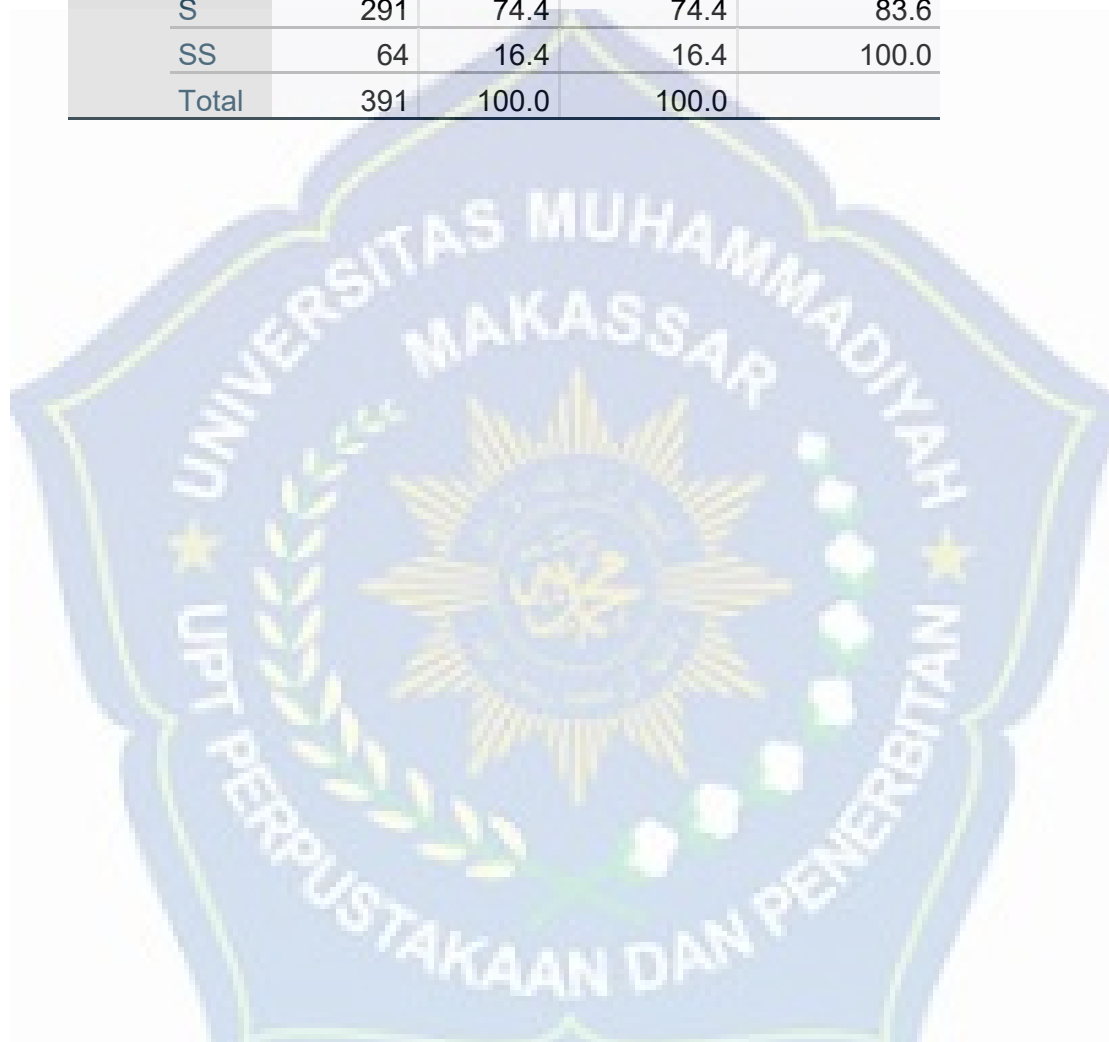 S 291 74.4 74.4 83.6
SS 64 16.4 16.4 100.0
Total 391 100.0 100.0
UNIVERSITAS MUHAMMADIYAH
MAKASSAR
UPT PERPUSTAKAAN DAN PENERBITAN